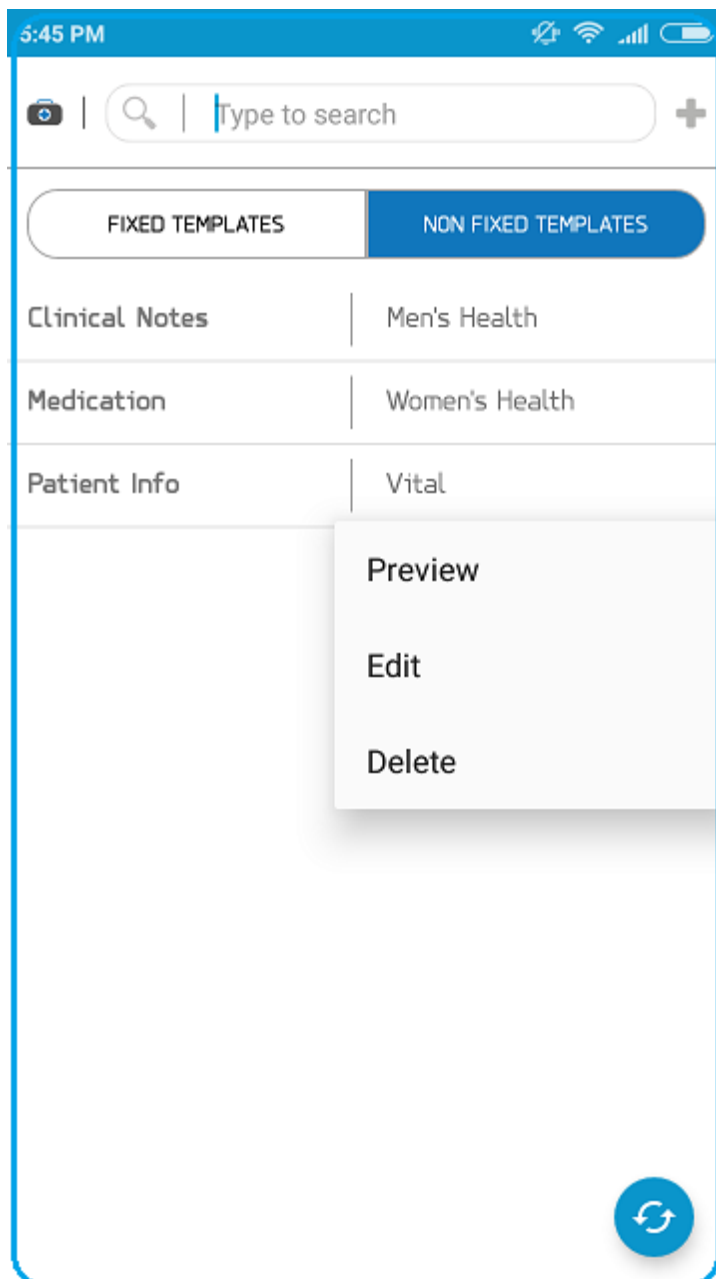 5:45 PM
Type to search
FIXED TEMPLATES NON FIXED TEMPLATES
Clinical Notes Men's Health
Medication Women's Health
Patient Info Vital
Preview
Edit
Delete